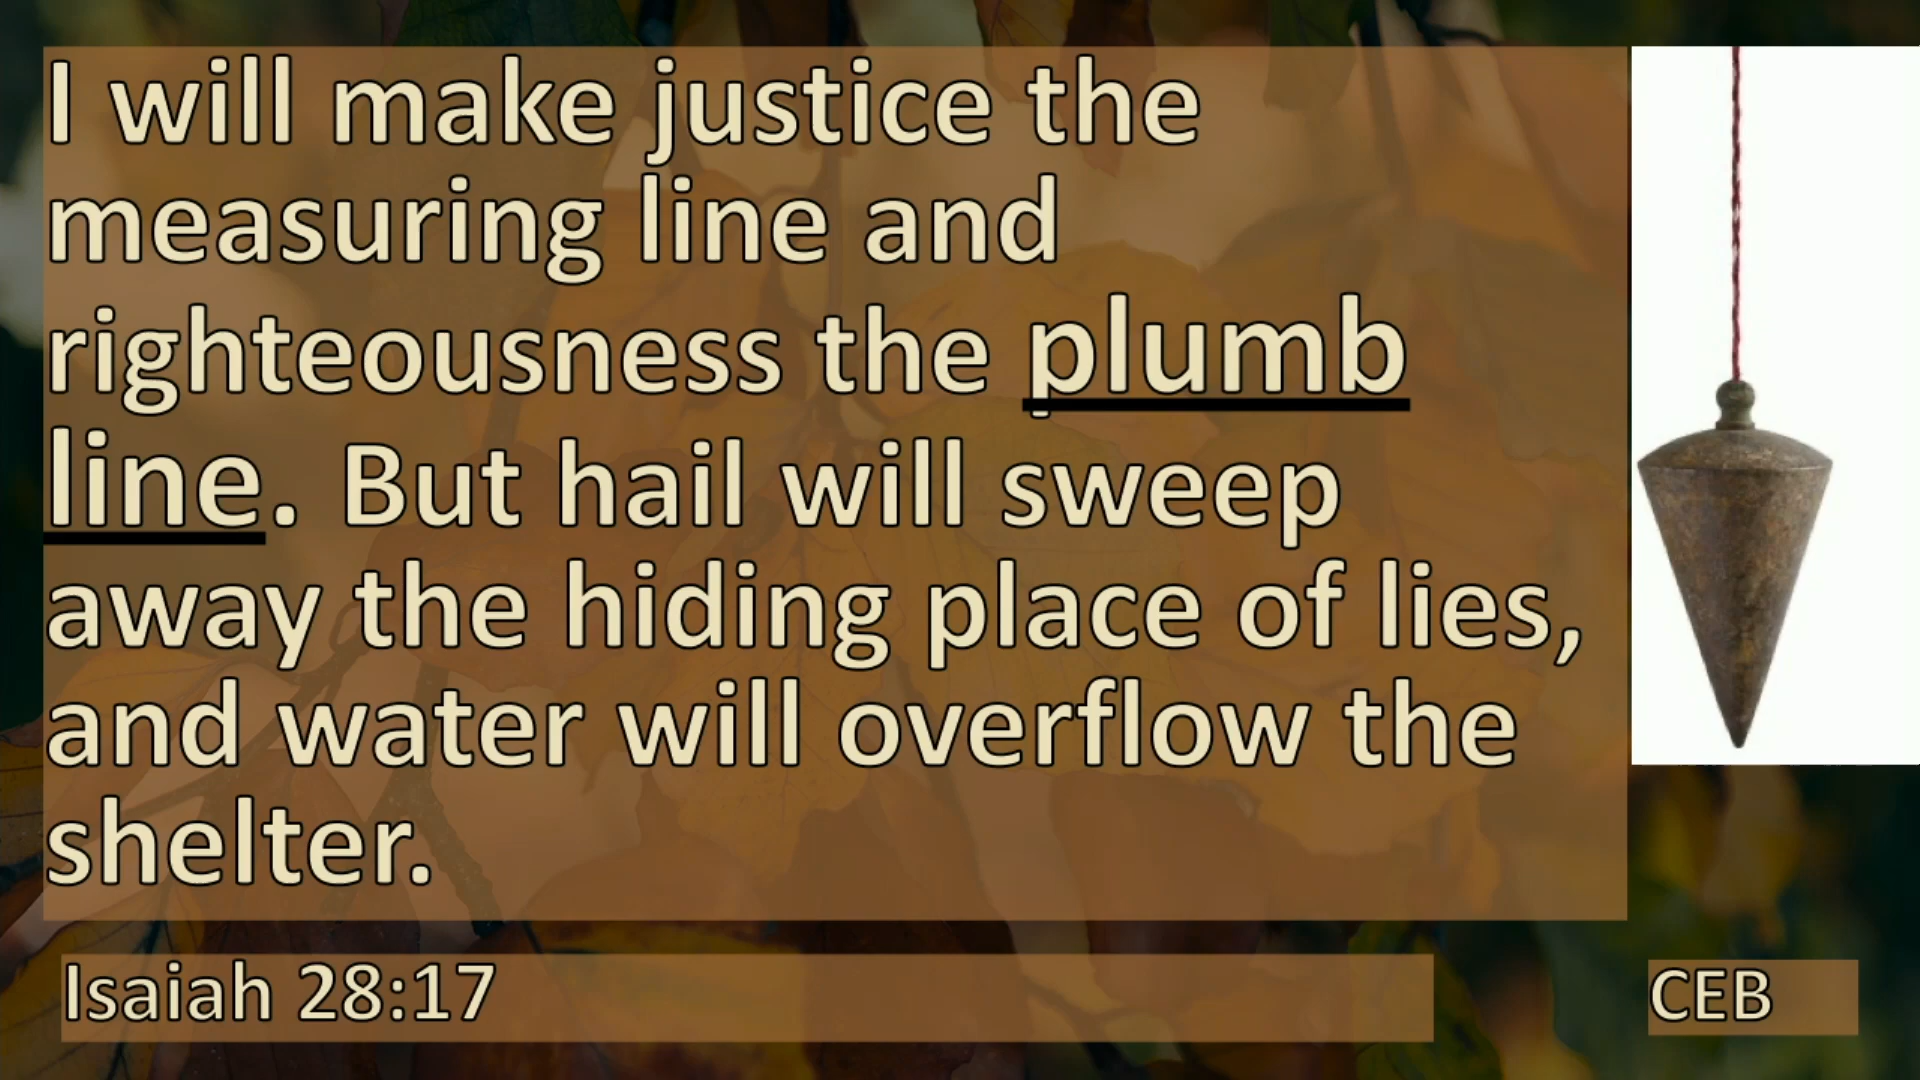 I will make justice the
measuring line and
righteousness the plumb
line. But hail will sweep
away the hiding place of lies,
and water will overflow the
shelter.
Isaiah 28:17
CEB